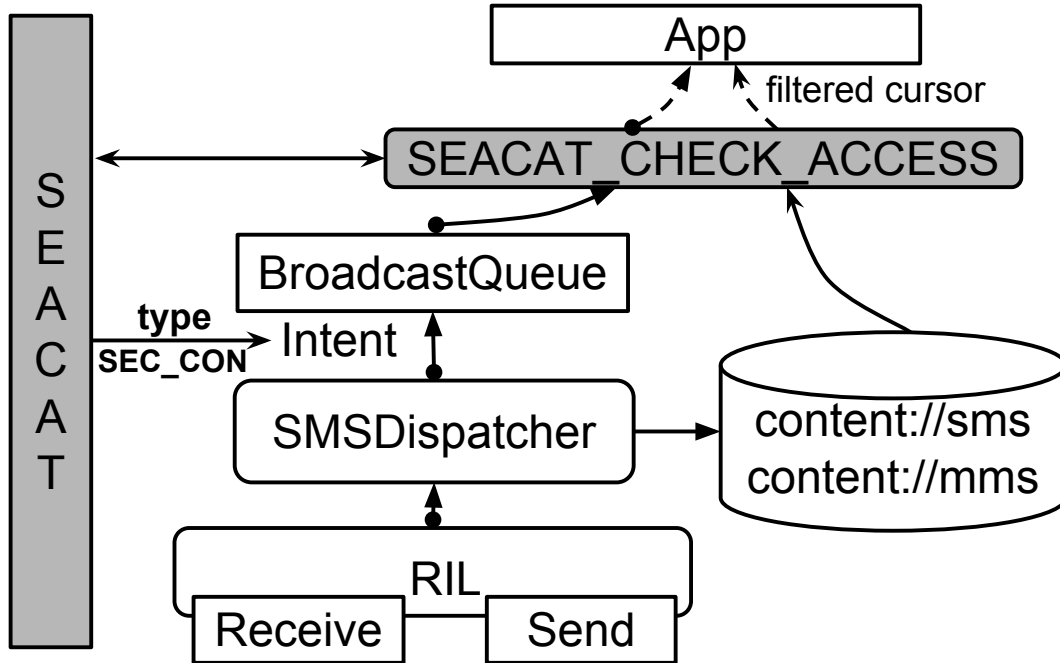 App
filtered cursor
SEACAT_CHECK_ACCESS
S
E
A
C
A
T
BroadcastQueue
type
SEC_CON
Intent
SMSDispatcher
content://sms
content://mms
RIL
Receive
Send